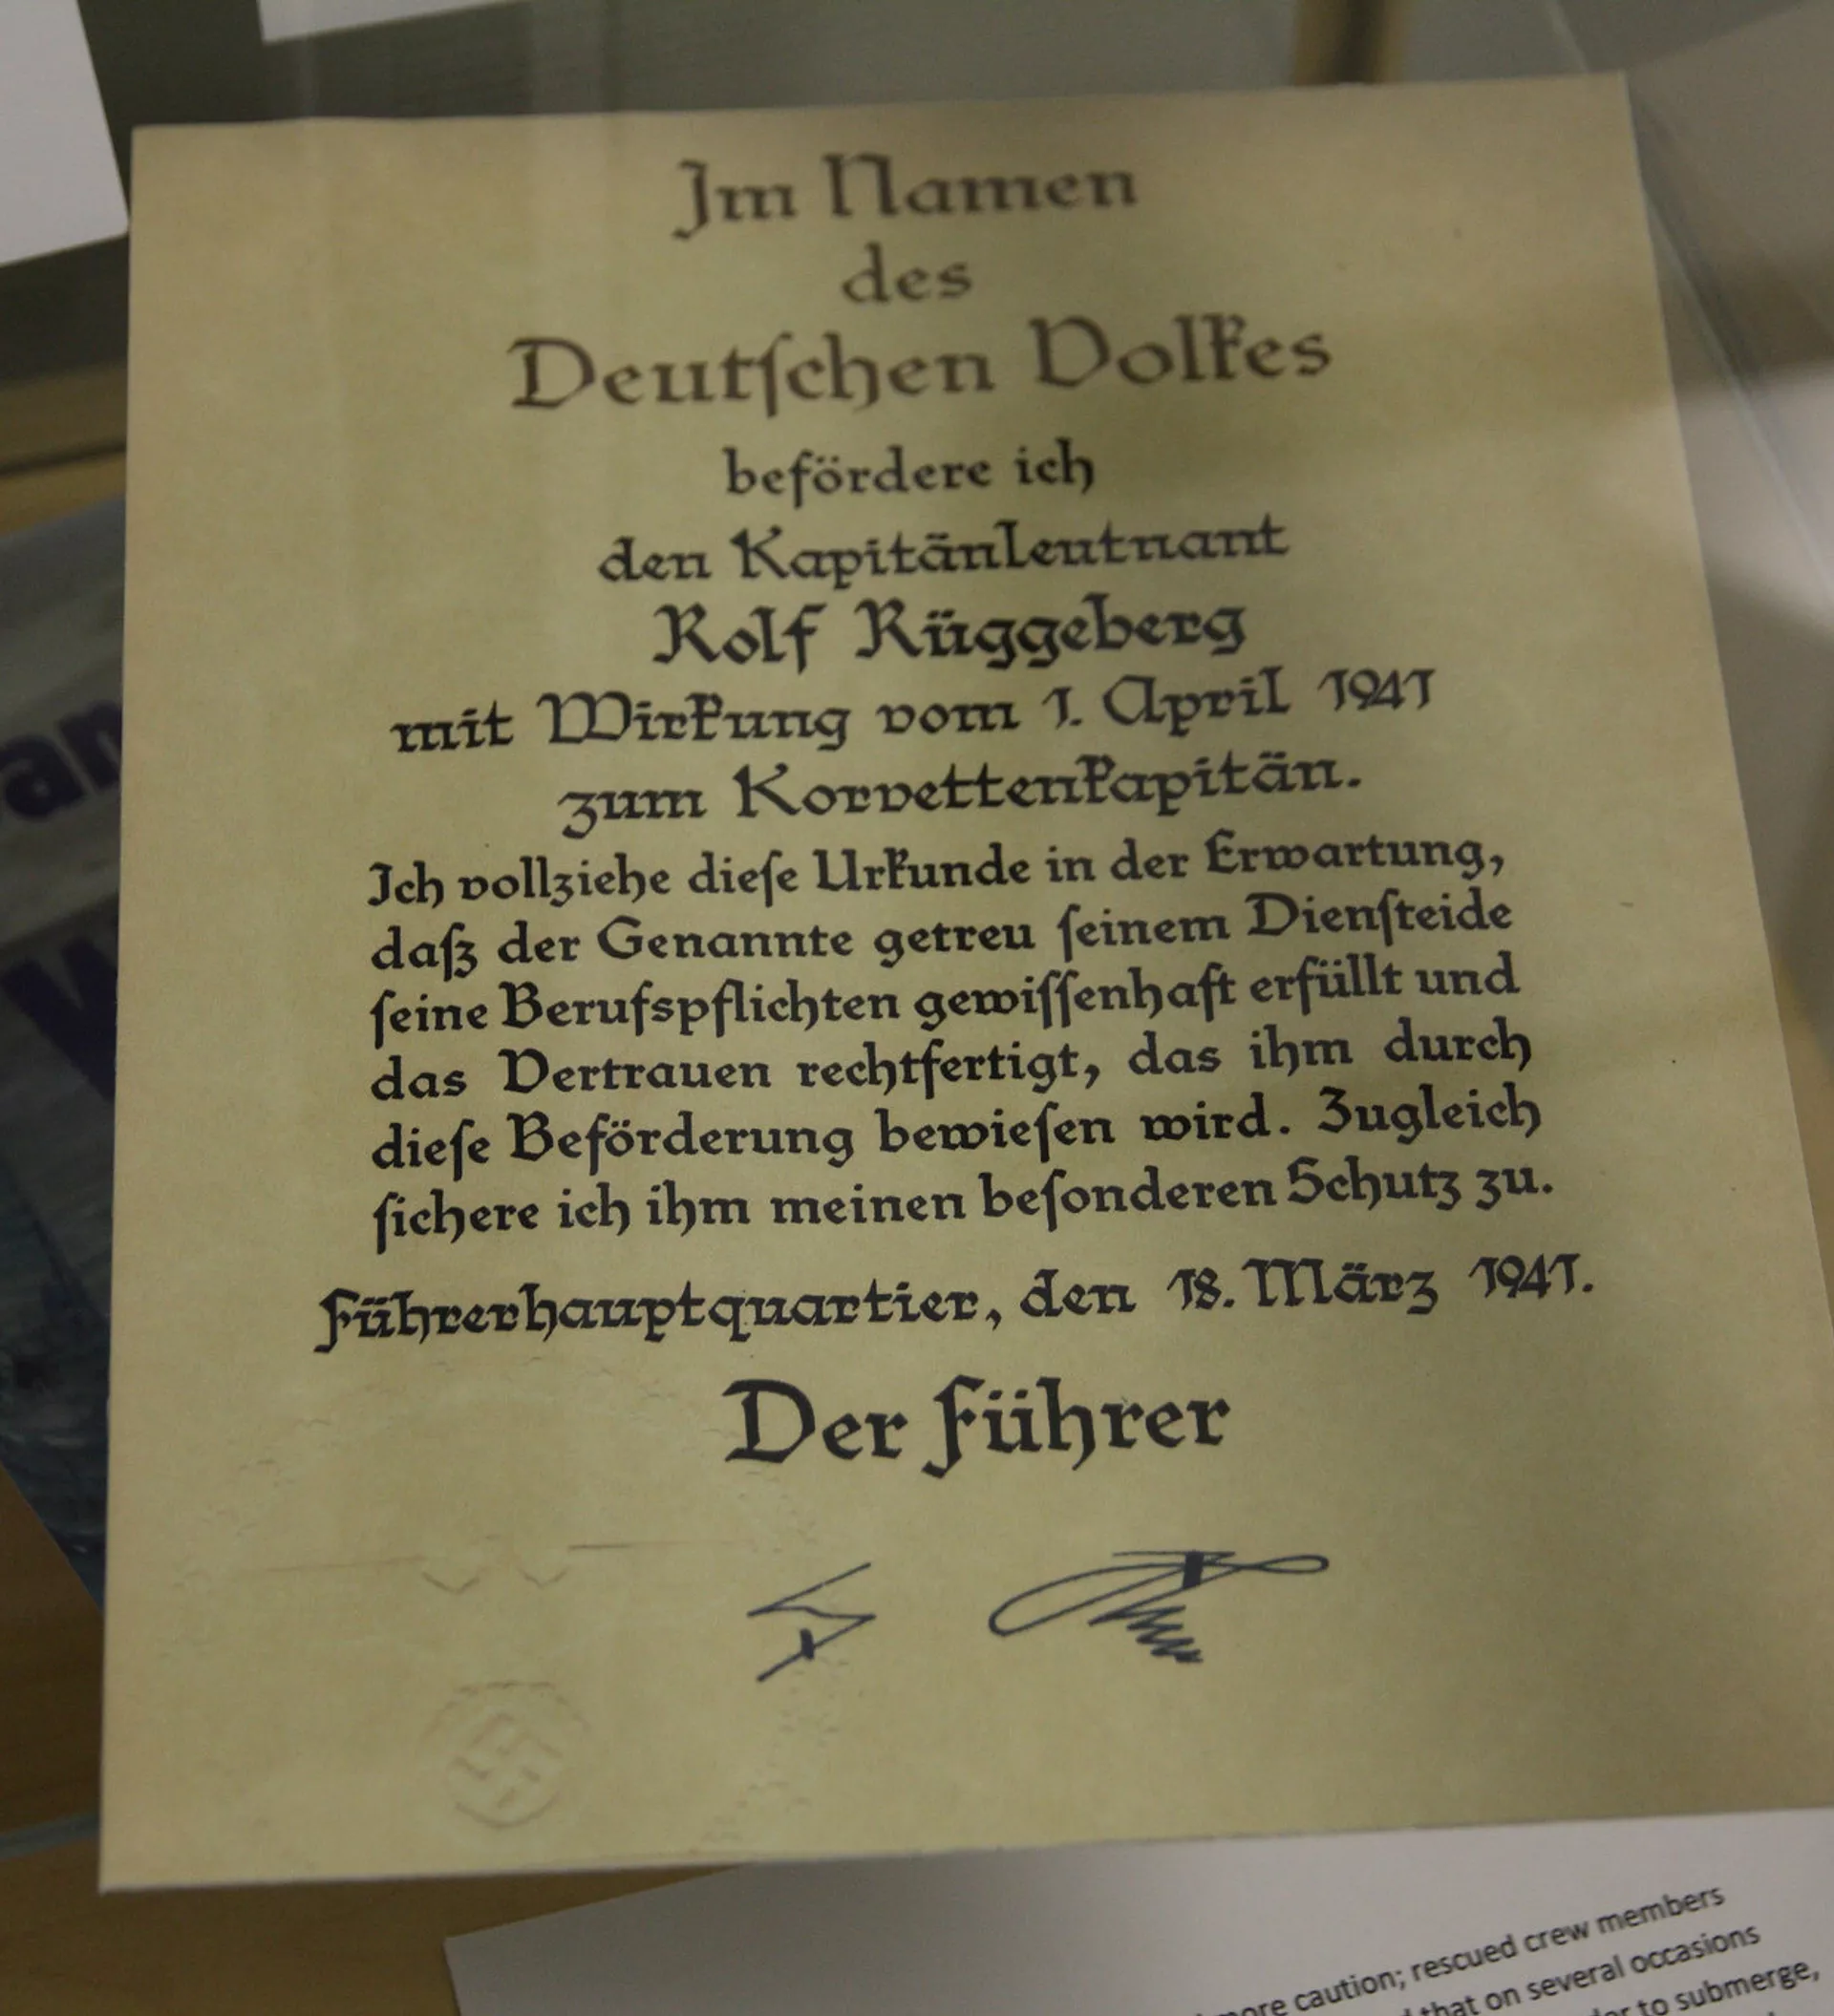 Im Namen
des
Deutſchen Volkes
befördere ich
den Kapitänleutnant
Rolf Rüggeberg
mit Wirkung vom 1. April 1941
zum Korvettenkapitän.
Ich vollziehe dieſe Urkunde in der Erwartung,
daß der Genannte getreu ſeinem Dienſteide
ſeine Berufspflichten gewiſſenhaft erfüllt und
das Vertrauen rechtfertigt, das ihm durch
dieſe Beförderung bewieſen wird. Zugleich
ſichere ich ihm meinen beſonderen Schutz zu.
Führerhauptquartier, den 18. März 1941.
Der Führer
more caution; rescued crew members
that on several occasions
to submerge,
an